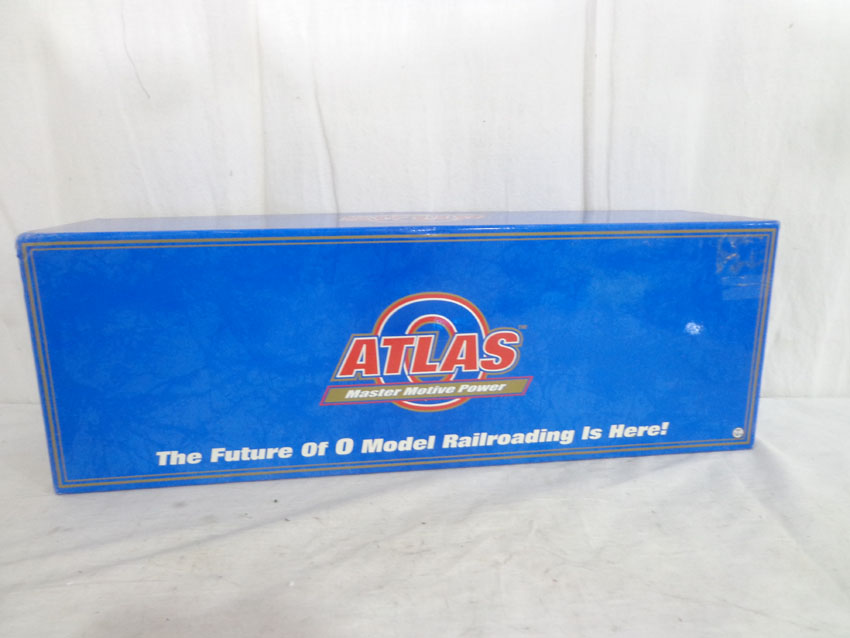 ATLAS
Master Motive Power
The Future Of O Model Railroading Is Here!